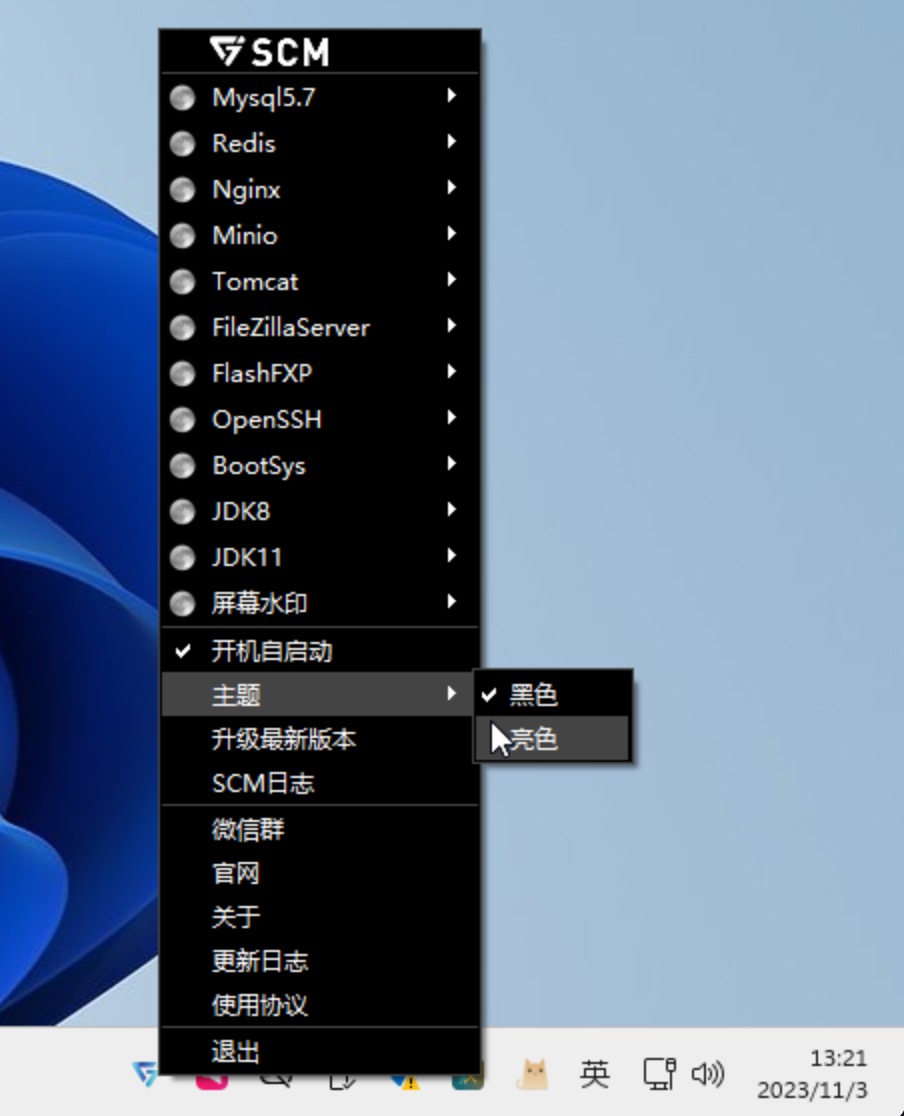 SCM
Mysql5.7
Redis
Nginx
Minio
Tomcat
FileZillaServer
FlashFXP
OpenSSH
BootSys
JDK8
JDK11
屏幕水印
开机自启动
主题
黑色
亮色
升级最新版本
SCM日志
微信群
官网
关于
更新日志
使用协议
退出
英
13:21
2023/11/3